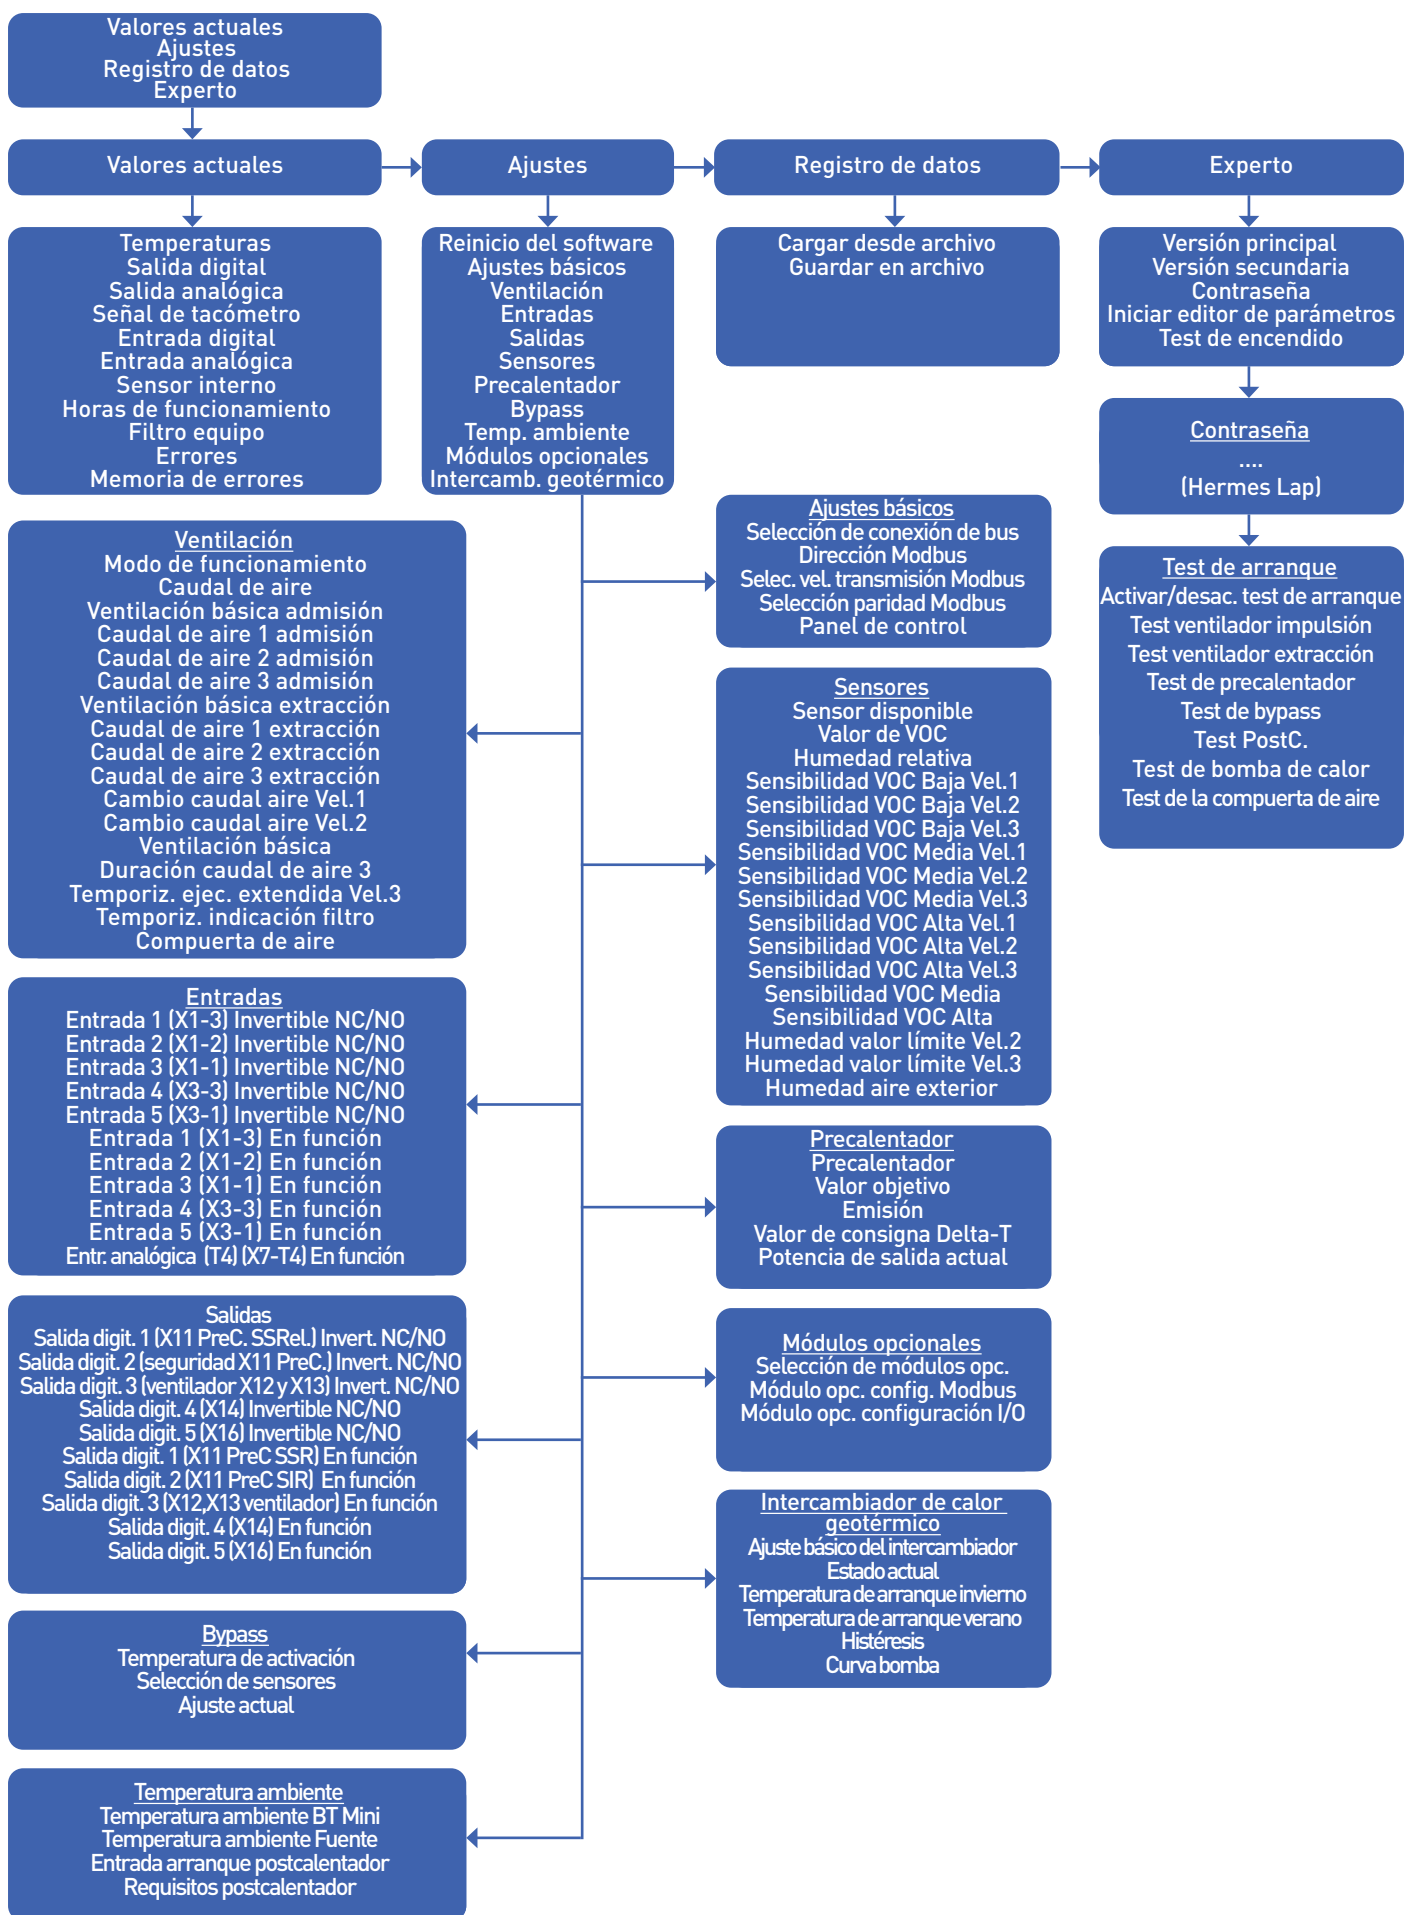 Valores actuales
Ajustes
Registro de datos
Experto
Valores actuales
Ajustes
Registro de datos
Experto
Temperaturas
Salida digital
Salida analógica
Señal de tacómetro
Entrada digital
Entrada analógica
Sensor interno
Horas de funcionamiento
Filtro equipo
Errores
Memoria de errores
Reinicio del software
Ajustes básicos
Ventilación
Entradas
Salidas
Sensores
Precalentador
Bypass
Temp. ambiente
Módulos opcionales
Intercamb. geotérmico
Cargar desde archivo
Guardar en archivo
Versión principal
Versión secundaria
Contraseña
Iniciar editor de parámetros
Test de encendido
Contraseña
....
(Hermes Lap)
Test de arranque
Activar/desac. test de arranque
Test ventilador impulsión
Test ventilador extracción
Test de precalentador
Test de bypass
Test PostC.
Test de bomba de calor
Test de la compuerta de aire
Ventilación
Modo de funcionamiento
Caudal de aire
Ventilación básica admisión
Caudal de aire 1 admisión
Caudal de aire 2 admisión
Caudal de aire 3 admisión
Ventilación básica extracción
Caudal de aire 1 extracción
Caudal de aire 2 extracción
Caudal de aire 3 extracción
Cambio caudal aire Vel.1
Cambio caudal aire Vel.2
Ventilación básica
Duración caudal de aire 3
Temporiz. ejec. extendida Vel.3
Temporiz. indicación filtro
Compuerta de aire
Entradas
Entrada 1 (X1-3) Invertible NC/NO
Entrada 2 (X1-2) Invertible NC/NO
Entrada 3 (X1-1) Invertible NC/NO
Entrada 4 (X3-3) Invertible NC/NO
Entrada 5 (X3-1) Invertible NC/NO
Entrada 1 (X1-3) En función
Entrada 2 (X1-2) En función
Entrada 3 (X1-1) En función
Entrada 4 (X3-3) En función
Entrada 5 (X3-1) En función
Entr. analógica (T4) (X7-T4) En función
Salidas
Salida digit. 1 (X11 PreC. SSRel.) Invert. NC/NO
Salida digit. 2 (seguridad X11 PreC.) Invert. NC/NO
Salida digit. 3 (ventilador X12 y X13) Invert. NC/NO
Salida digit. 4 (X14) Invertible NC/NO
Salida digit. 5 (X16) Invertible NC/NO
Salida digit. 1 (X11 PreC SSR) En función
Salida digit. 2 (X11 PreC SIR) En función
Salida digit. 3 (X12,X13 ventilador) En función
Salida digit. 4 (X14) En función
Salida digit. 5 (X16) En función
Bypass
Temperatura de activación
Selección de sensores
Ajuste actual
Temperatura ambiente
Temperatura ambiente BT Mini
Temperatura ambiente Fuente
Entrada arranque postcalentador
Requisitos postcalentador
Ajustes básicos
Selección de conexión de bus
Dirección Modbus
Selec. vel. transmisión Modbus
Selección paridad Modbus
Panel de control
Sensores
Sensor disponible
Valor de VOC
Humedad relativa
Sensibilidad VOC Baja Vel.1
Sensibilidad VOC Baja Vel.2
Sensibilidad VOC Baja Vel.3
Sensibilidad VOC Media Vel.1
Sensibilidad VOC Media Vel.2
Sensibilidad VOC Media Vel.3
Sensibilidad VOC Alta Vel.1
Sensibilidad VOC Alta Vel.2
Sensibilidad VOC Alta Vel.3
Sensibilidad VOC Media
Sensibilidad VOC Alta
Humedad valor límite Vel.2
Humedad valor límite Vel.3
Humedad aire exterior
Precalentador
Precalentador
Valor objetivo
Emisión
Valor de consigna Delta-T
Potencia de salida actual
Módulos opcionales
Selección de módulos opc.
Módulo opc. config. Modbus
Módulo opc. configuración I/O
Intercambiador de calor
geotérmico
Ajuste básico del intercambiador
Estado actual
Temperatura de arranque invierno
Temperatura de arranque verano
Histéresis
Curva bomba